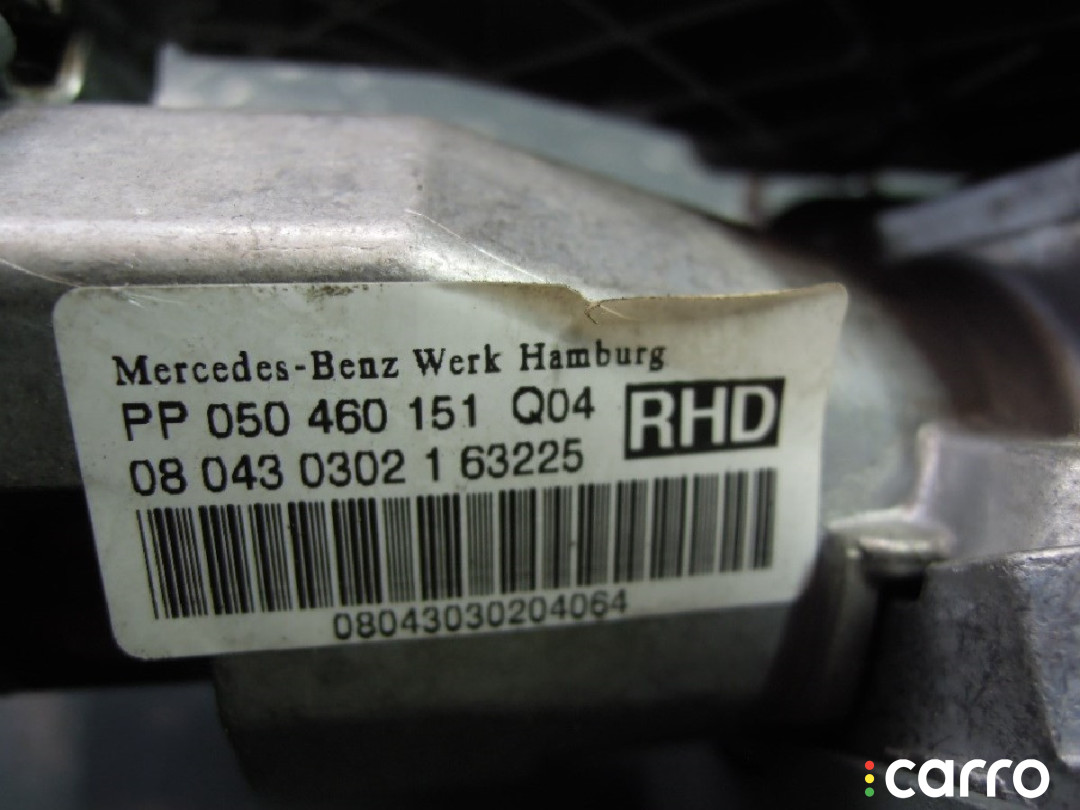 Mercedes-Benz Werk Hamburg
PP 050 460 151 Q04 RHD
08 043 0302 1 63225
08043030204064
carro